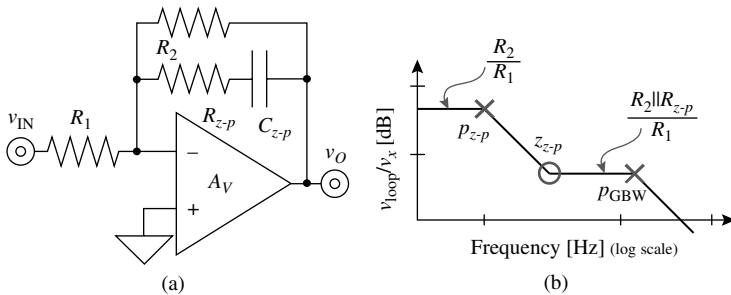 R2
Rz-p
Cz-p
vIN
R1
−
AV
+
vO
(a)
vloop/vx [dB]
R2
R1
pz-p
zz-p
R2||Rz-p
R1
pGBW
Frequency [Hz] (log scale)
(b)